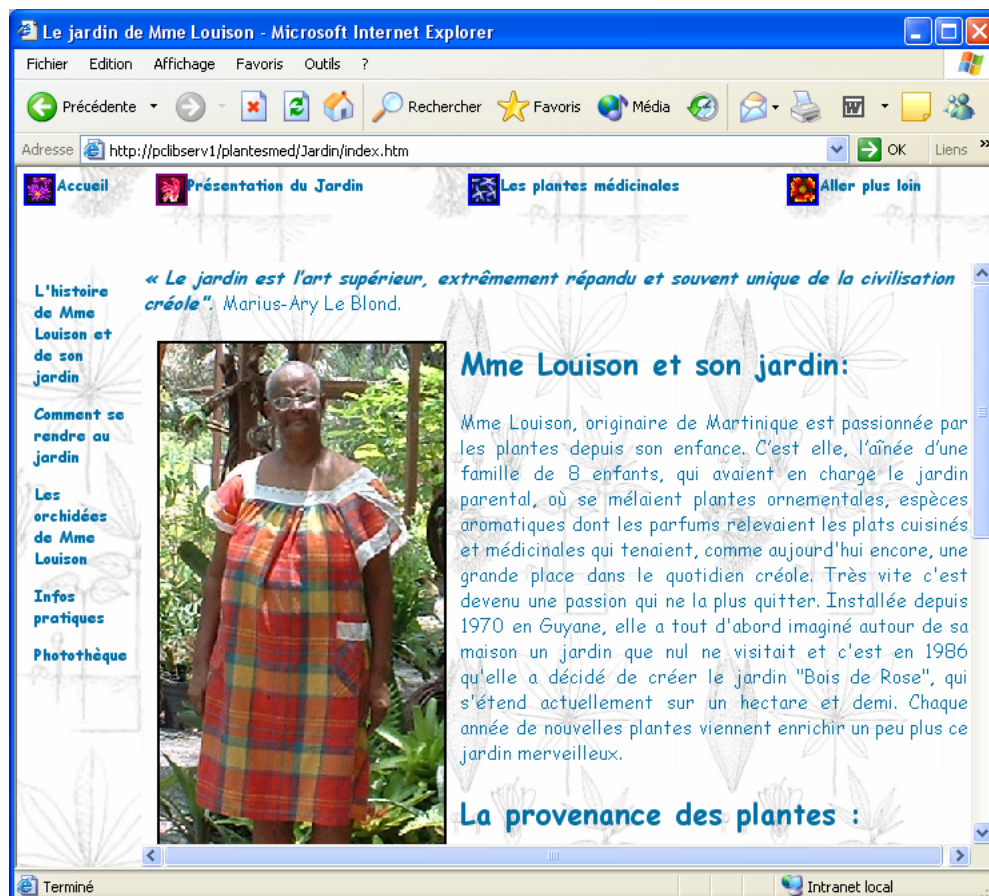 Le jardin de Mme Louison - Microsoft Internet Explorer
Fichier Edition Affichage Favoris Outils ?
Précédente Rechercher Favoris Média
Adresse http://pclibserv1/plantesmed/Jardin/index.htm OK Liens »
Accueil Présentation du Jardin Les plantes médicinales Aller plus loin
L'histoire
de Mme
Louison et
de son
jardin
Comment se
rendre au
jardin
Les
orchidées
de Mme
Louison
Infos
pratiques
Photothèque
« Le jardin est l'art supérieur, extrêmement répandu et souvent unique de la civilisation
créole". Marius-Ary Le Blond.
Mme Louison et son jardin:
Mme Louison, originaire de Martinique est passionnée par
les plantes depuis son enfance. C'est elle, l'aînée d'une
famille de 8 enfants, qui avaient en charge le jardin
parental, où se mélaient plantes ornementales, espèces
aromatiques dont les parfums relevaient les plats cuisinés
et médicinales qui tenaient, comme aujourd'hui encore, une
grande place dans le quotidien créole. Très vite c'est
devenu une passion qui ne la plus quitter. Installée depuis
1970 en Guyane, elle a tout d'abord imaginé autour de sa
maison un jardin que nul ne visitait et c'est en 1986
qu'elle a décidé de créer le jardin "Bois de Rose", qui
s'étend actuellement sur un hectare et demi. Chaque
année de nouvelles plantes viennent enrichir un peu plus ce
jardin merveilleux.
La provenance des plantes :
Terminé Intranet local